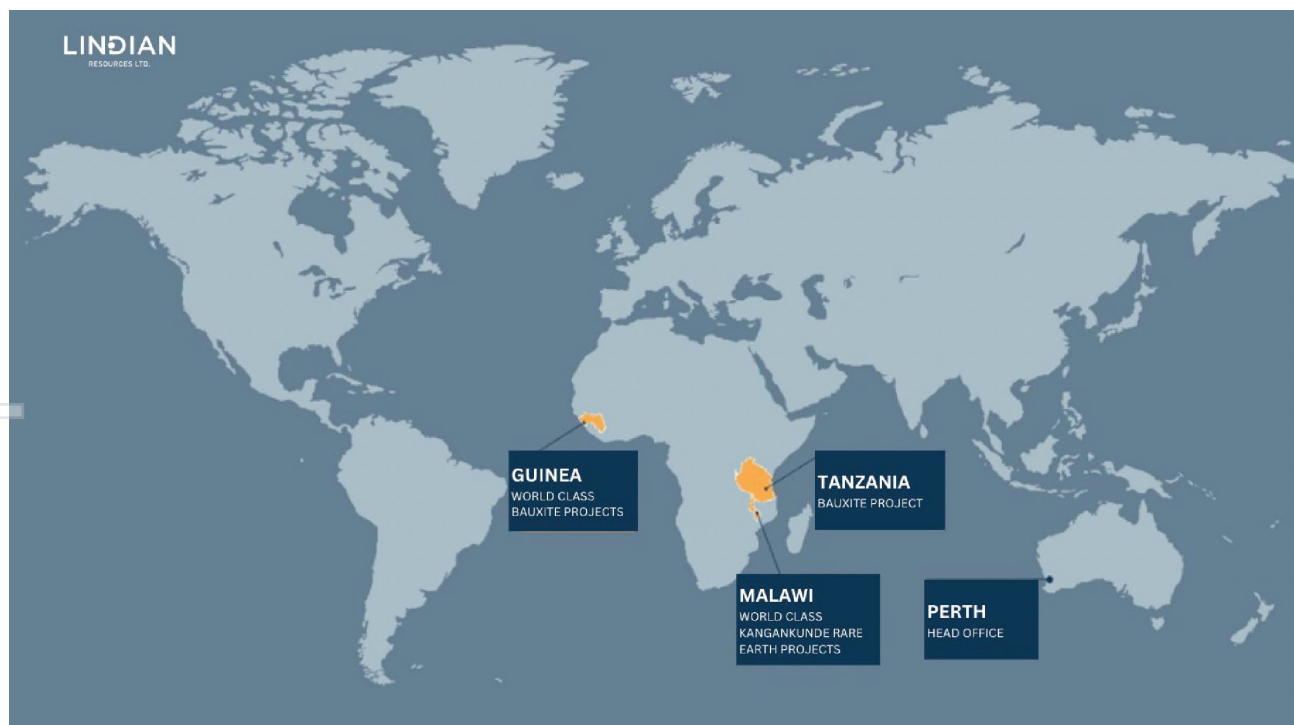 LINDIAN
RESOURCES LTD.
GUINEA
WORLD CLASS
BAUXITE PROJECTS
TANZANIA
BAUXITE PROJECT
MALAWI
WORLD CLASS
KANGANKUNDE RARE
EARTH PROJECTS
PERTH
HEAD OFFICE